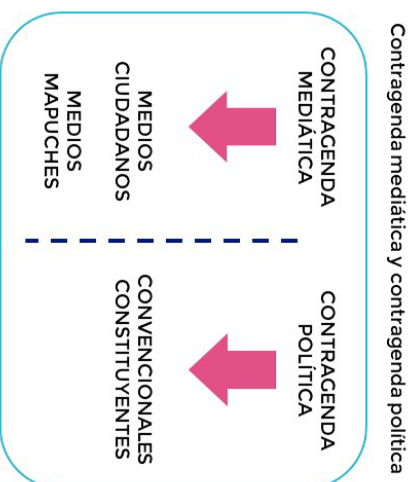 Contragenda mediática y contragenda política
CONTRAGENDA
MEDIÁTICA
MEDIOS
CIUDADANOS
MEDIOS
MAPUCHES
CONTRAGENDA
POLÍTICA
CONVENCIONALES
CONSTITUYENTES